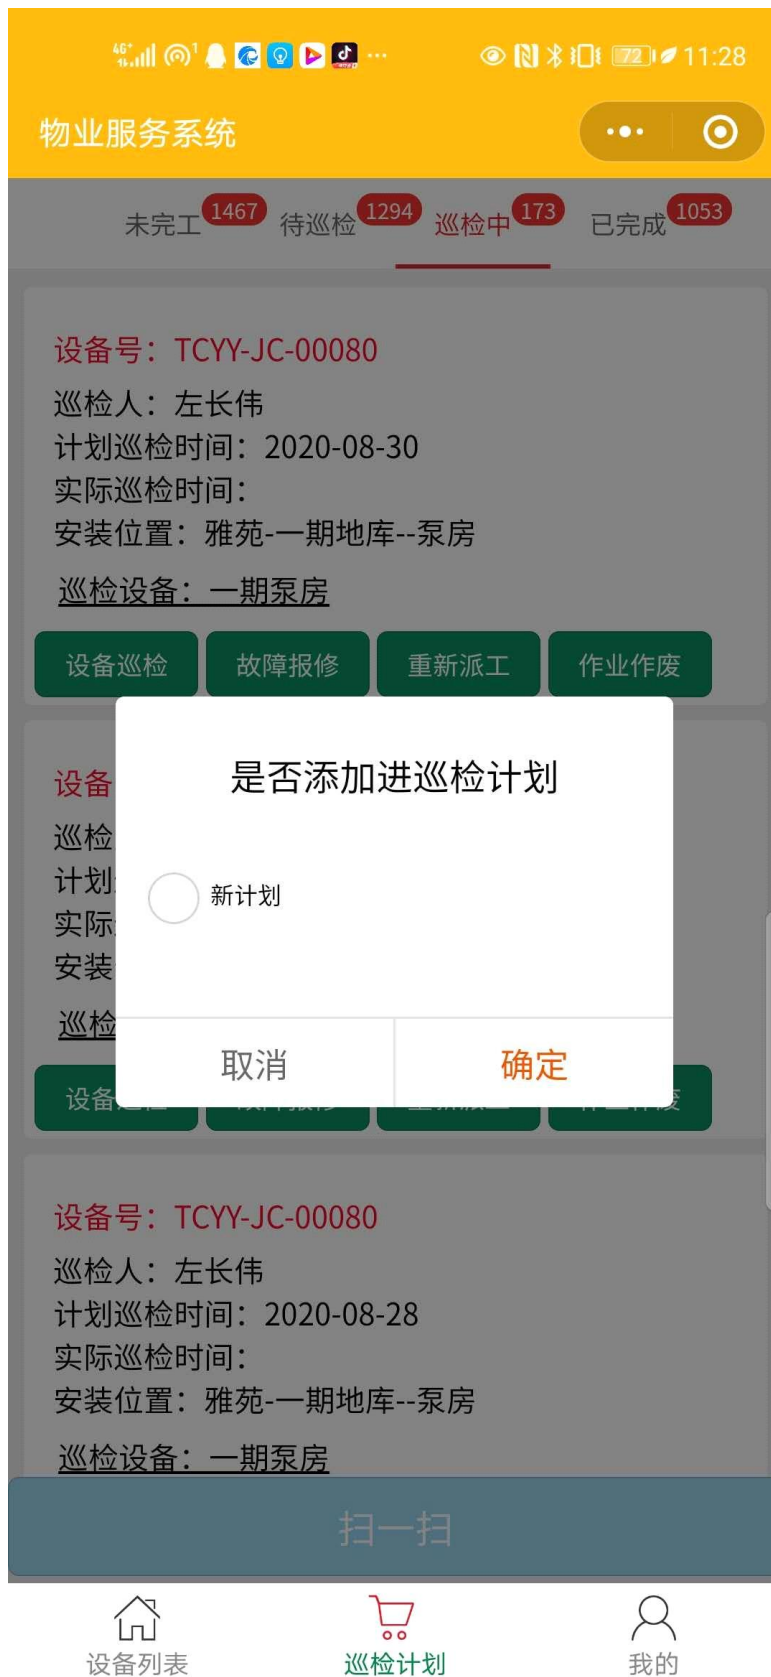 4G+ 1 72 11:28
物业服务系统
未完工 1467 待巡检 1294 巡检中 173 已完成 1053
设备号：TCYY-JC-00080
巡检人：左长伟
计划巡检时间：2020-08-30
实际巡检时间：
安装位置：雅苑-一期地库--泵房
巡检设备：一期泵房
设备巡检 故障报修 重新派工 作业作废
是否添加进巡检计划
设备
巡检
计划
新计划
实际
安装
巡检
取消 确定
设备
设备号：TCYY-JC-00080
巡检人：左长伟
计划巡检时间：2020-08-28
实际巡检时间：
安装位置：雅苑-一期地库--泵房
巡检设备：一期泵房
扫一扫
设备列表 巡检计划 我的